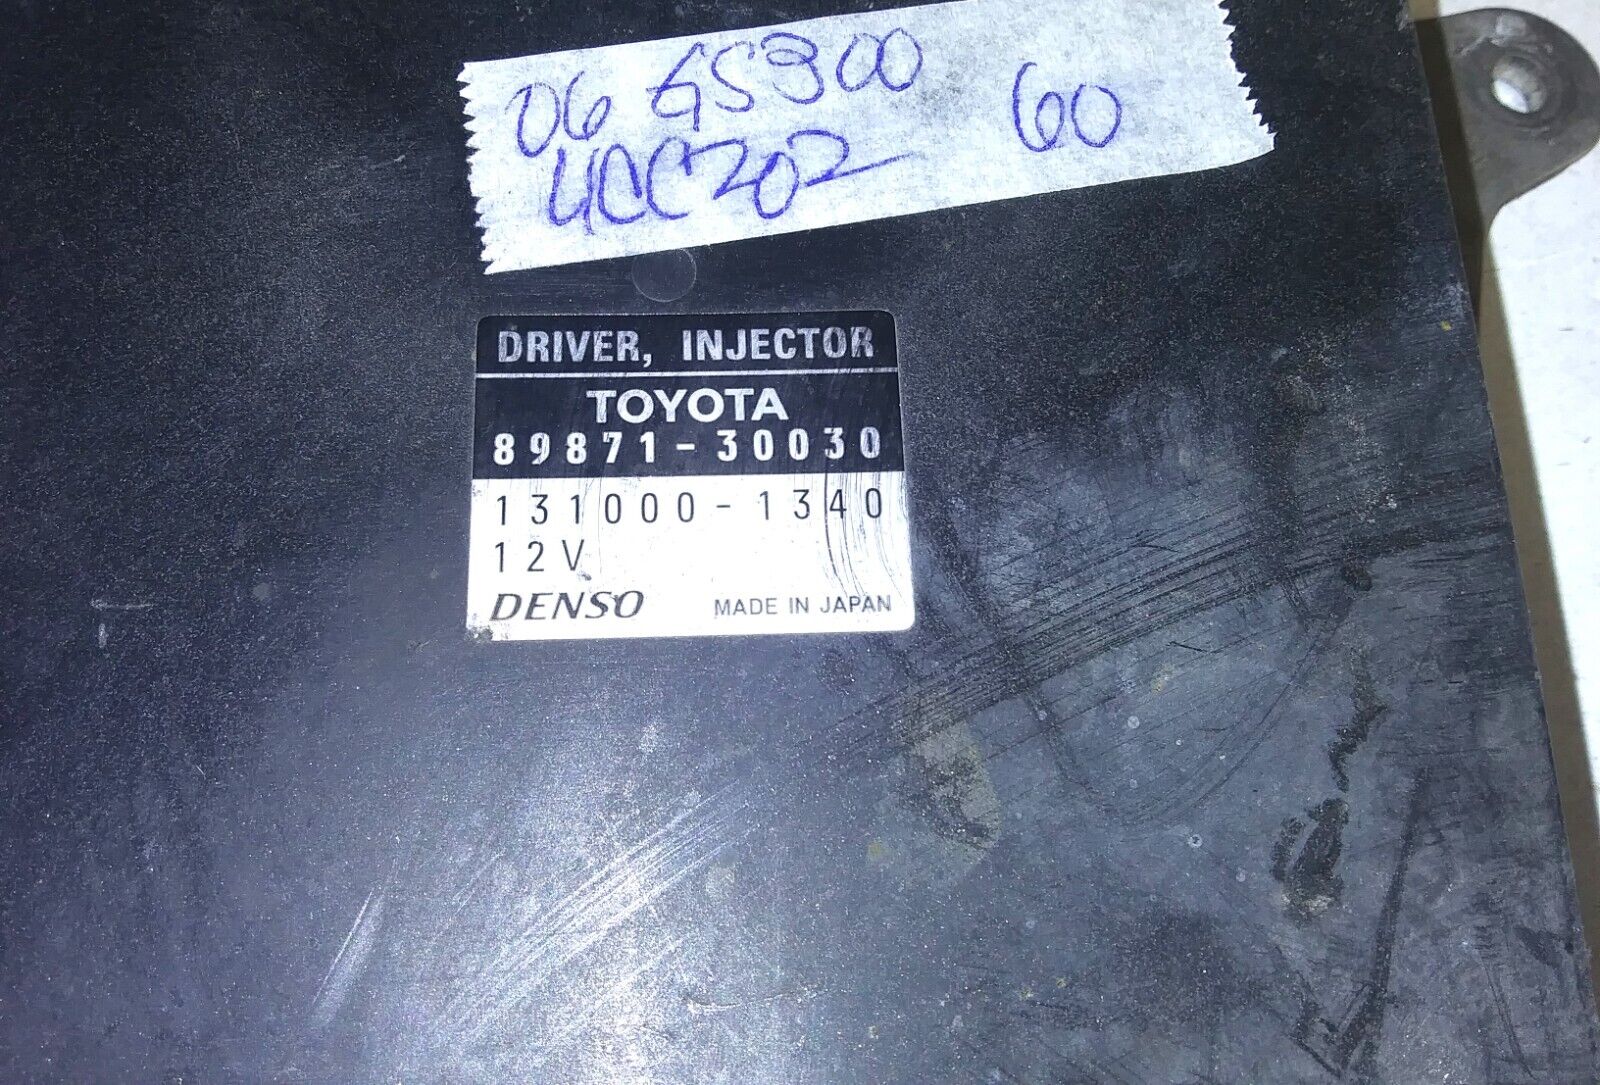 06 GS300 60
4CC202
DRIVER, INJECTOR
TOYOTA
89871-30030
131000-1340
12V
DENSO MADE IN JAPAN